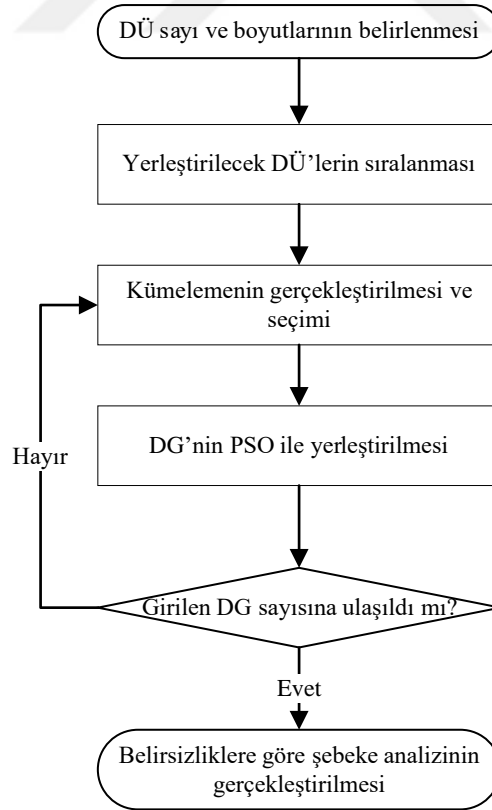 DÜ sayı ve boyutlarının belirlenmesi
Yerleştirilecek DÜ’lerin sıralanması
Kümelemenin gerçekleştirilmesi ve
seçimi
DG’nin PSO ile yerleştirilmesi
Hayır
Girilen DG sayısına ulaşıldı mı?
Evet
Belirsizliklere göre şebeke analizinin
gerçekleştirilmesi